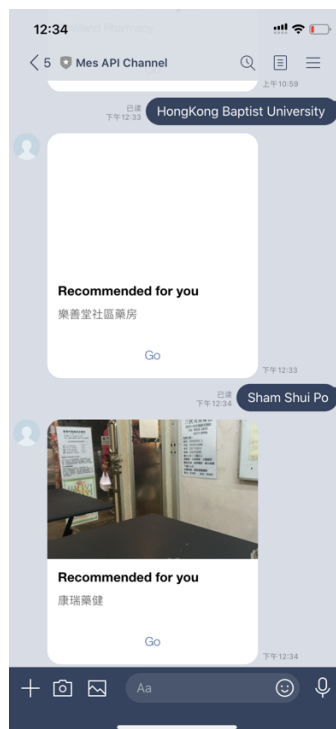 12:34
5 Mes API Channel
上午10:59
已读
下午12:33
HongKong Baptist University
Recommended for you
樂善堂社區藥房
Go
下午12:33
已读
下午12:34
Sham Shui Po
Recommended for you
康瑞藥健
Go
下午12:34
Aa